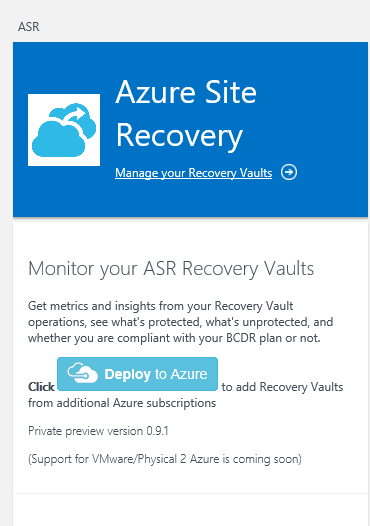 ASR
Azure Site
Recovery
Manage your Recovery Vaults
Monitor your ASR Recovery Vaults
Get metrics and insights from your Recovery Vault
operations, see what's protected, what's unprotected, and
whether you are compliant with your BCDR plan or not.
Click Deploy to Azure to add Recovery Vaults
from additional Azure subscriptions
Private preview version 0.9.1
(Support for VMware/Physical 2 Azure is coming soon)